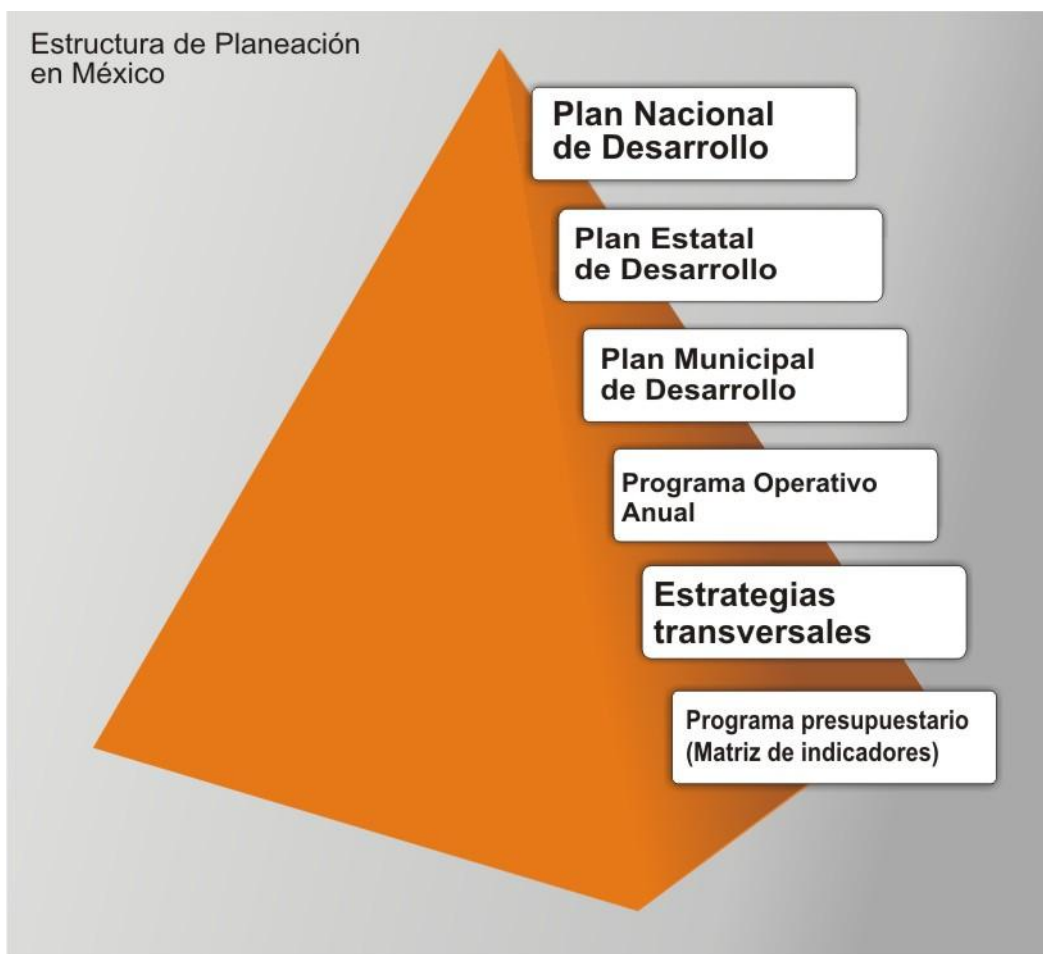 Estructura de Planeación
en México
Plan Nacional
de Desarrollo
Plan Estatal
de Desarrollo
Plan Municipal
de Desarrollo
Programa Operativo
Anual
Estrategias
transversales
Programa presupuestario
(Matriz de indicadores)